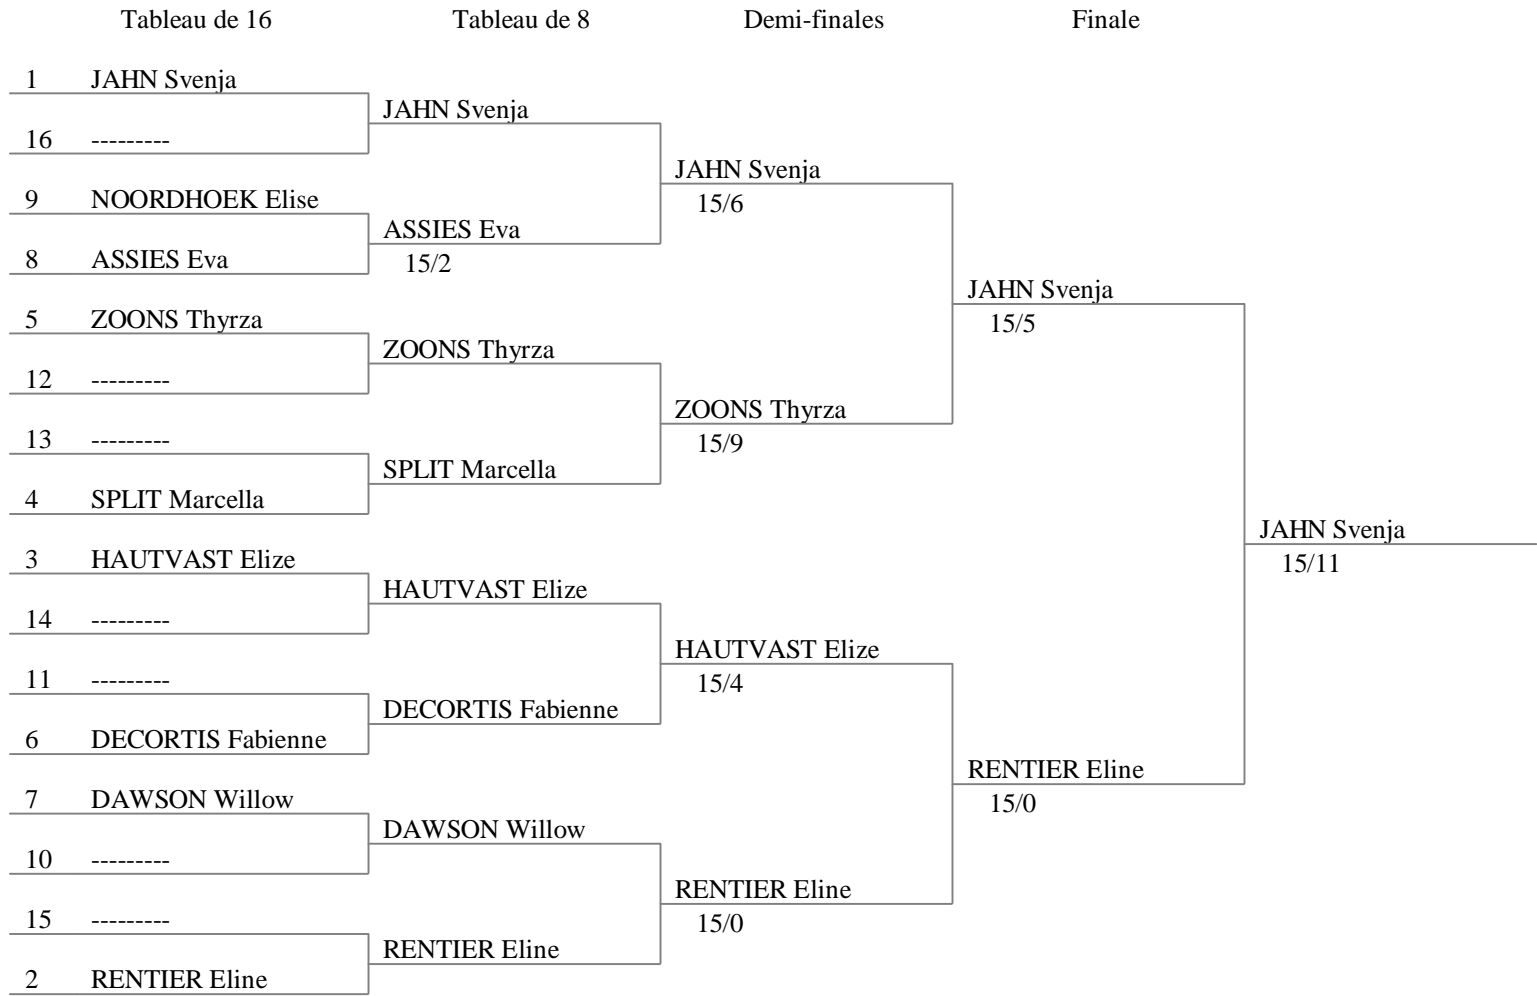 Tableau de 16 Tableau de 8 Demi-finales Finale
1 JAHN Svenja
JAHN Svenja
16 ---------
JAHN Svenja
15/6
9 NOORDHOEK Elise
ASSIES Eva
15/2
8 ASSIES Eva
JAHN Svenja
15/5
5 ZOONS Thyrza
ZOONS Thyrza
12 ---------
ZOONS Thyrza
15/9
13 ---------
SPLIT Marcella
4 SPLIT Marcella
JAHN Svenja
15/11
3 HAUTVAST Elize
HAUTVAST Elize
14 ---------
HAUTVAST Elize
15/4
11 ---------
DECORTIS Fabienne
6 DECORTIS Fabienne
RENTIER Eline
15/0
7 DAWSON Willow
DAWSON Willow
10 ---------
RENTIER Eline
15/0
15 ---------
RENTIER Eline
2 RENTIER Eline